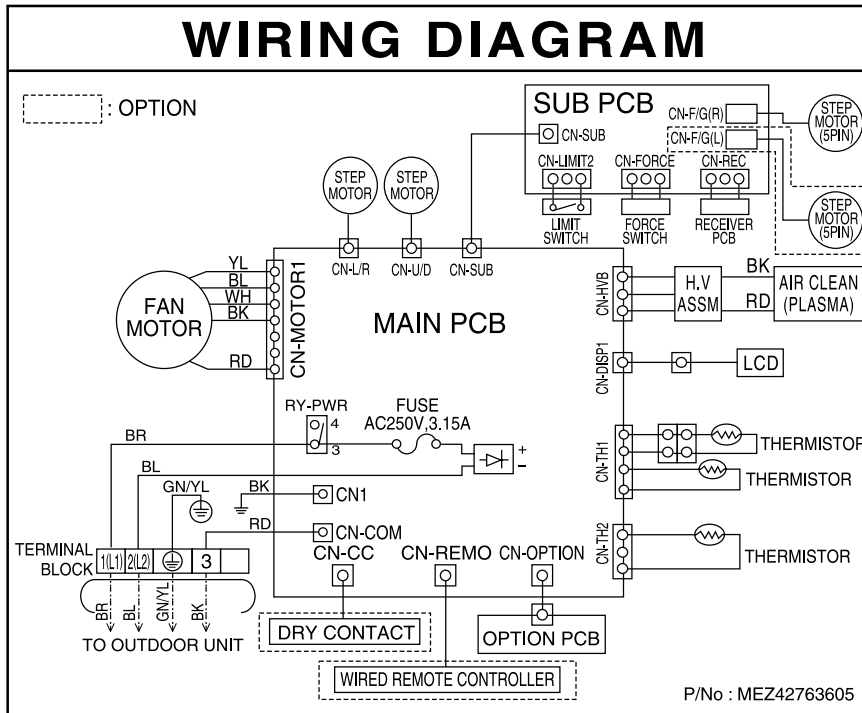 WIRING DIAGRAM
: OPTION
SUB PCB
CN-SUB
CN-F/G(R)
CN-F/G(L)
STEP
MOTOR
(5PIN)
CN-LIMIT2
CN-FORCE
CN-REC
LIMIT
SWITCH
FORCE
SWITCH
RECEIVER
PCB
STEP
MOTOR
(5PIN)
STEP
MOTOR
STEP
MOTOR
CN-L/R
CN-U/D
CN-SUB
FAN
MOTOR
YL
BL
WH
BK
RD
CN-MOTOR1
MAIN PCB
CN-HVB
H.V
ASSM
BK
RD
AIR CLEAN
(PLASMA)
CN-DISP1
LCD
RY-PWR
4
3
FUSE
AC250V,3.15A
+
-
CN-TH1
THERMISTOR
THERMISTOR
CN-TH2
THERMISTOR
BR
BL
GN/YL
BK
CN1
RD
CN-COM
TERMINAL
BLOCK
1(L1)
2(L2)
3
BR
BL
GN/YL
BK
TO OUTDOOR UNIT
CN-CC
CN-REMO
CN-OPTION
DRY CONTACT
OPTION PCB
WIRED REMOTE CONTROLLER
P/No : MEZ42763605